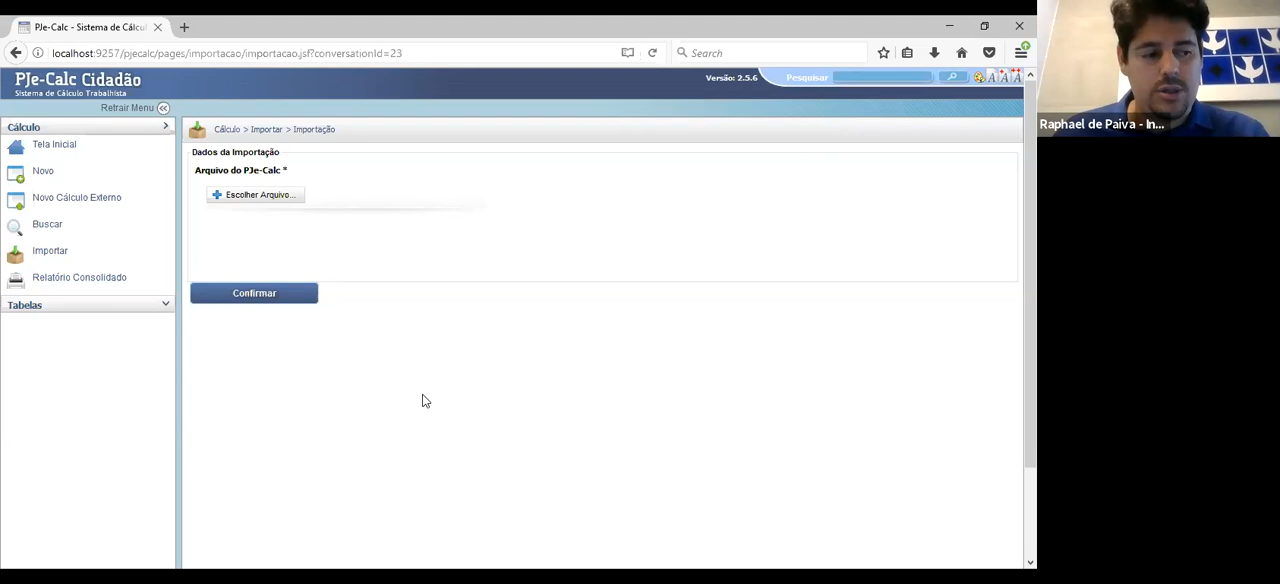 PJe-Calc - Sistema de Cálcul
localhost:9257/pjecalc/pages/importacao/importacao.jsf?conversationId=23
Search
PJe-Calc Cidadão
Sistema de Cálculo Trabalhista
Versão: 2.5.6
Pesquisar
A A A
Retrair Menu
Cálculo
Tela Inicial
Novo
Novo Cálculo Externo
Buscar
Importar
Relatório Consolidado
Tabelas
Cálculo > Importar > Importação
Dados da Importação
Arquivo do PJe-Calc *
Escolher Arquivo...
Confirmar
Raphael de Paiva - In...